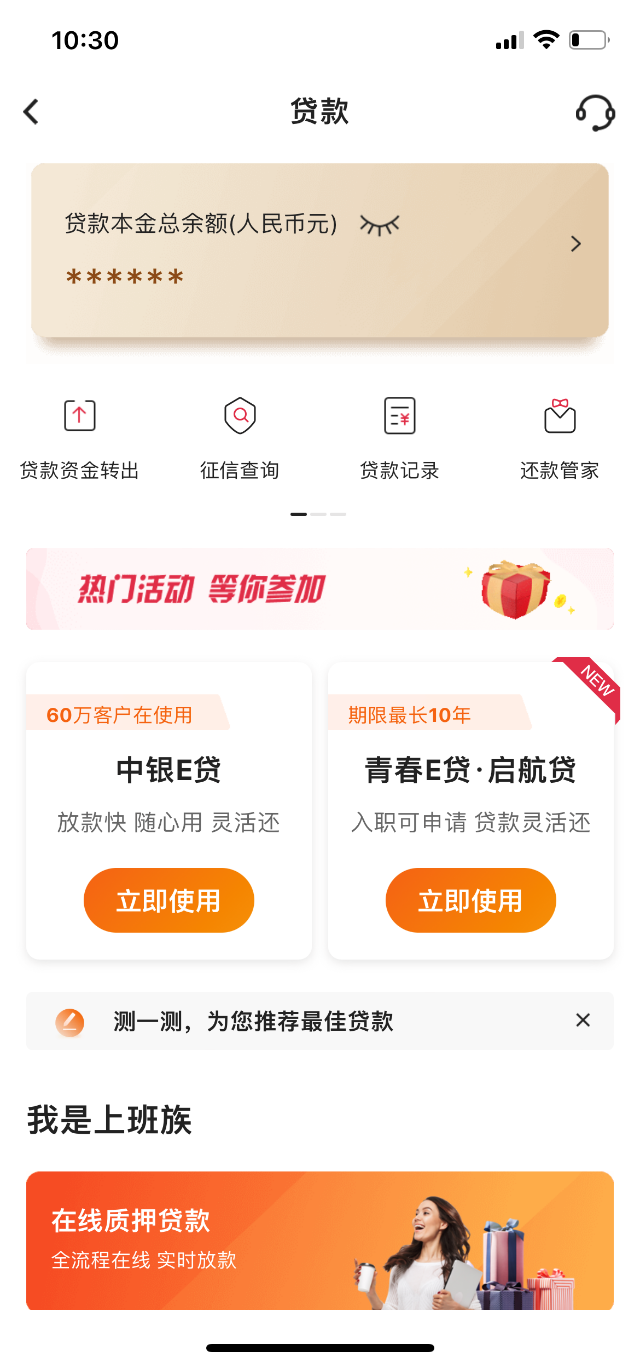 10:30
贷款
贷款本金总余额(人民币元)
******
贷款资金转出 征信查询 贷款记录 还款管家
热门活动 等你参加
60万客户在使用
中银E贷
放款快 随心用 灵活还
立即使用
NEW
期限最长10年
青春E贷·启航贷
入职可申请 贷款灵活还
立即使用
测一测，为您推荐最佳贷款
我是上班族
在线质押贷款
全流程在线 实时放款